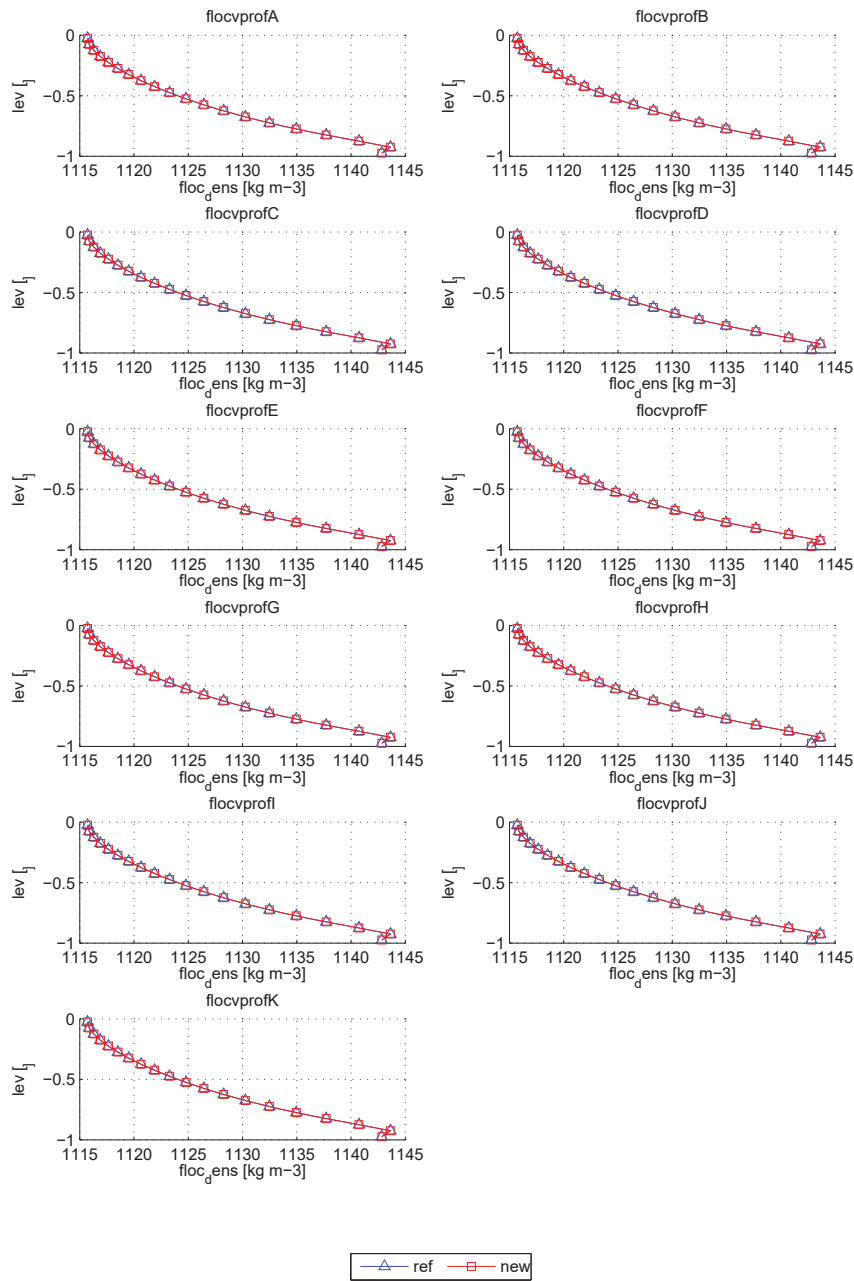 flocvprofA flocvprofB
0 0
lev [_] −0.5 lev [_] −0.5
−1 −1
1115 1120 1125 1130 1135 1140 1145 1115 1120 1125 1130 1135 1140 1145
floc_dens [kg m−3] floc_dens [kg m−3]
flocvprofC flocvprofD
0 0
lev [_] −0.5 lev [_] −0.5
−1 −1
1115 1120 1125 1130 1135 1140 1145 1115 1120 1125 1130 1135 1140 1145
floc_dens [kg m−3] floc_dens [kg m−3]
flocvprofE flocvprofF
0 0
lev [_] −0.5 lev [_] −0.5
−1 −1
1115 1120 1125 1130 1135 1140 1145 1115 1120 1125 1130 1135 1140 1145
floc_dens [kg m−3] floc_dens [kg m−3]
flocvprofG flocvprofH
0 0
lev [_] −0.5 lev [_] −0.5
−1 −1
1115 1120 1125 1130 1135 1140 1145 1115 1120 1125 1130 1135 1140 1145
floc_dens [kg m−3] floc_dens [kg m−3]
flocvprofI flocvprofJ
0 0
lev [_] −0.5 lev [_] −0.5
−1 −1
1115 1120 1125 1130 1135 1140 1145 1115 1120 1125 1130 1135 1140 1145
floc_dens [kg m−3] floc_dens [kg m−3]
flocvprofK
0
lev [_] −0.5
−1
1115 1120 1125 1130 1135 1140 1145
floc_dens [kg m−3]
ref new